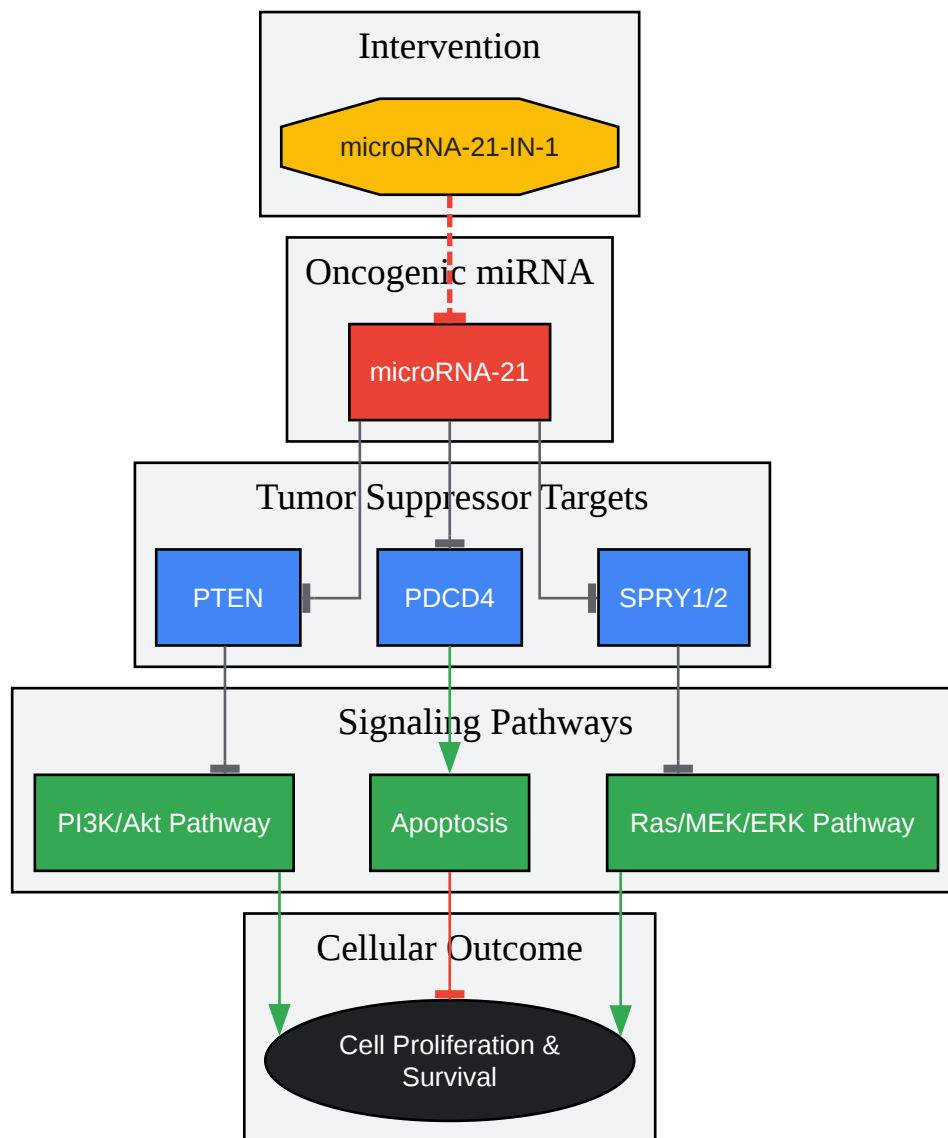 Intervention
microRNA-21-IN-1
Oncogenic miRNA
microRNA-21
Tumor Suppressor Targets
PTEN
PDCD4
SPRY1/2
Signaling Pathways
PI3K/Akt Pathway
Apoptosis
Ras/MEK/ERK Pathway
Cellular Outcome
Cell Proliferation &
Survival